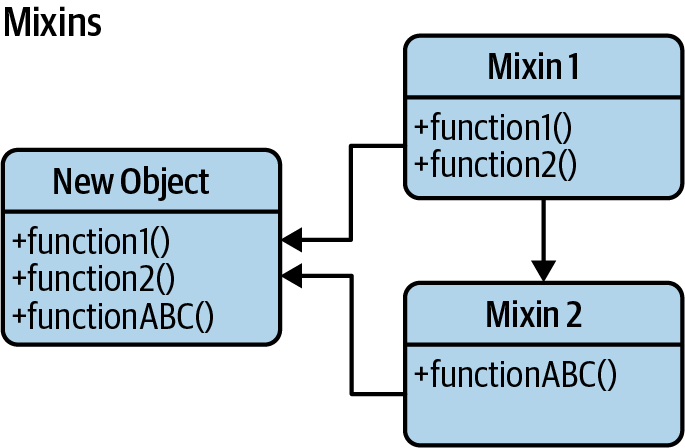 Mixins
Mixin 1
+function1()
+function2()
New Object
+function1()
+function2()
+functionABC()
Mixin 2
+functionABC()